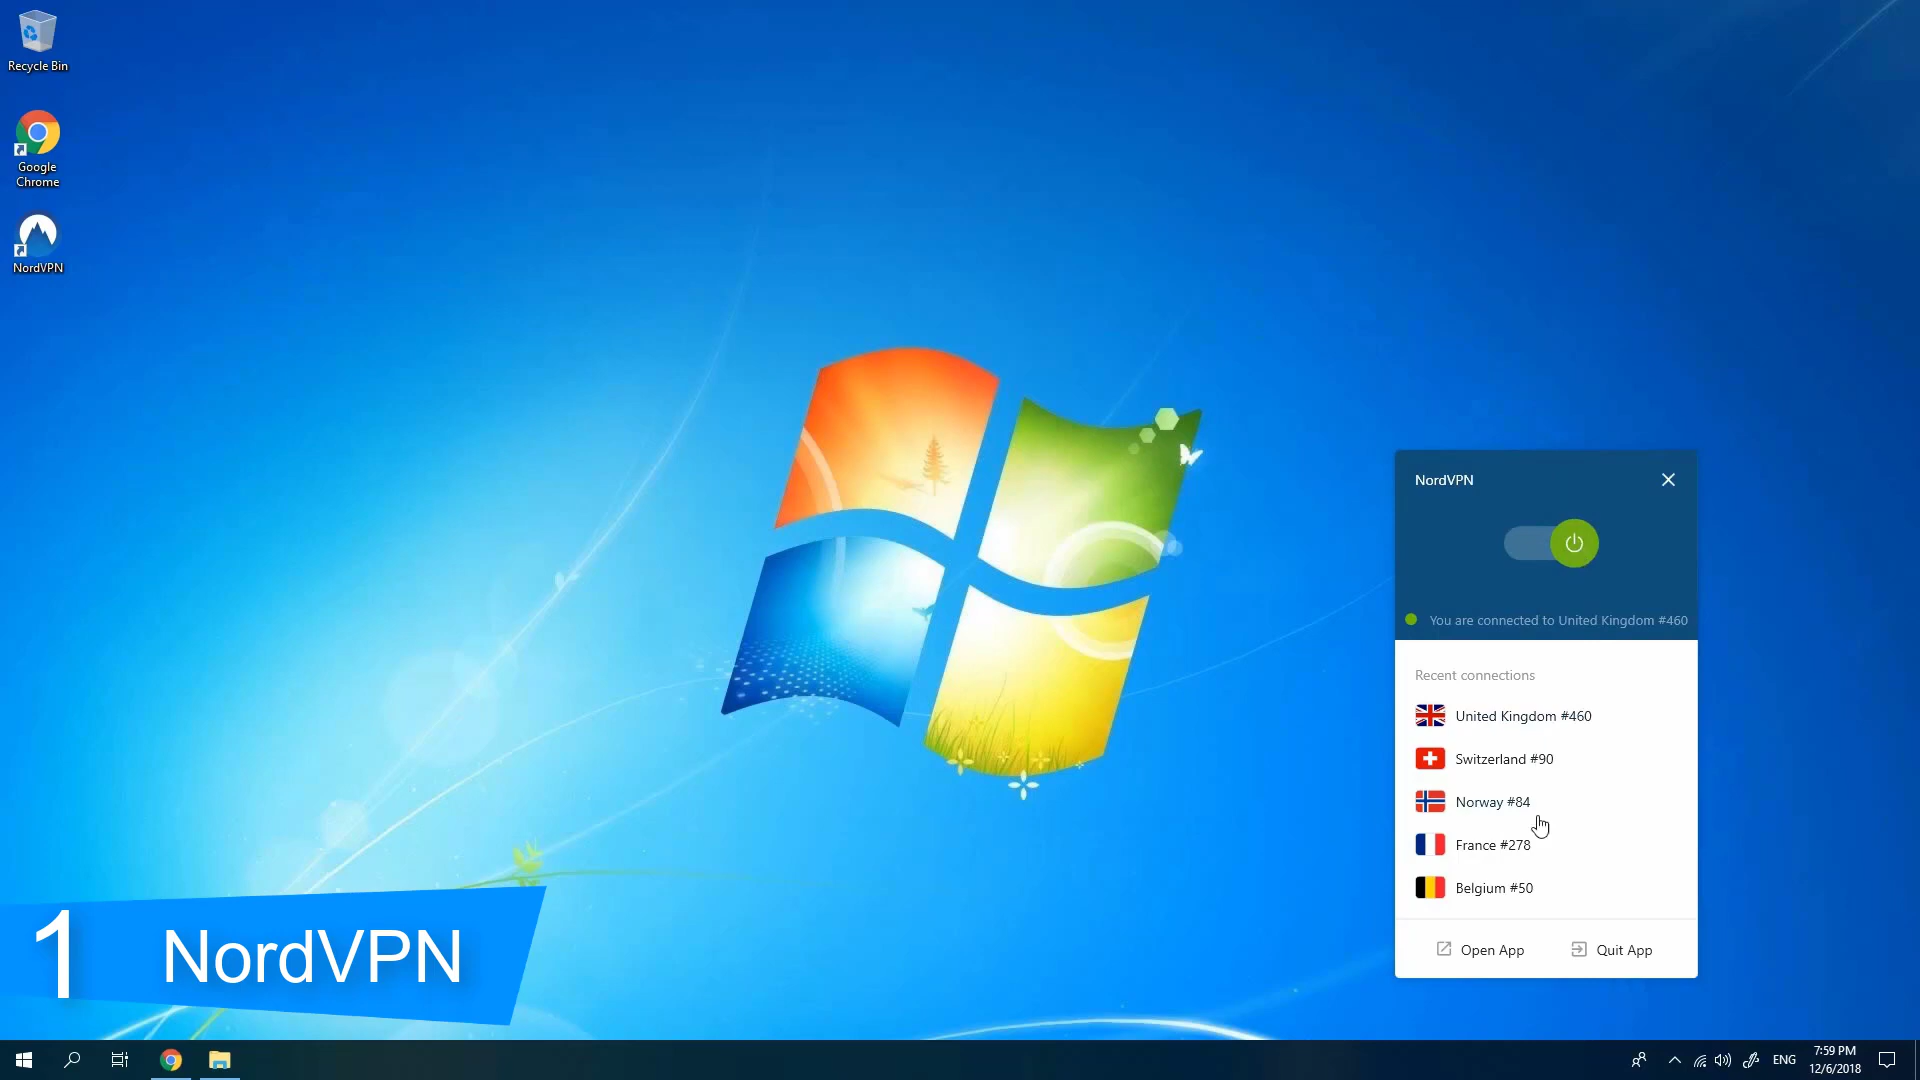 Recycle Bin
Google
Chrome
NordVPN
NordVPN
You are connected to United Kingdom #460
Recent connections
United Kingdom #460
Switzerland #90
Norway #84
France #278
Belgium #50
Open App
Quit App
1 NordVPN
ENG
7:59 PM
12/6/2018